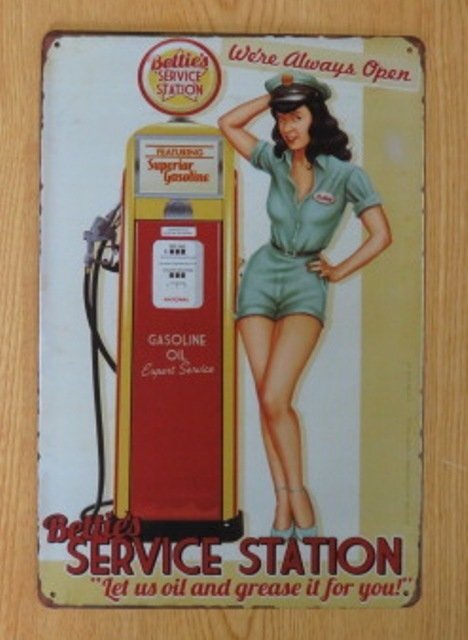 We're Always Open
Bettie's
SERVICE
STATION
FEATURING
Superior
Gasoline
GASOLINE
OIL
Expert Service
Bettie's
SERVICE STATION
"Let us oil and grease it for you!"